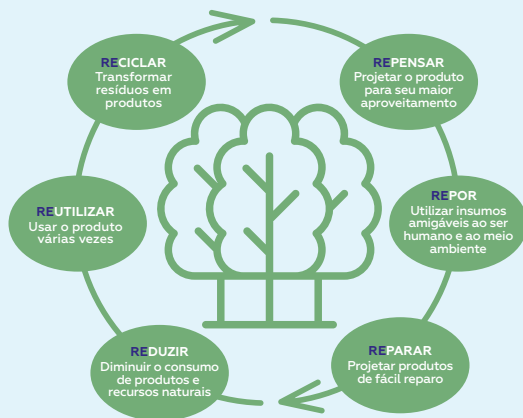 RECICLAR
Transformar
resíduos em
produtos
REPENSAR
Projetar o produto
para seu maior
aproveitamento
REUTILIZAR
Usar o produto
várias vezes
REPOR
Utilizar insumos
amigáveis ao ser
humano e ao meio
ambiente
REDUZIR
Diminuir o consumo
de produtos e
recursos naturais
REPARAR
Projetar produtos
de fácil reparo